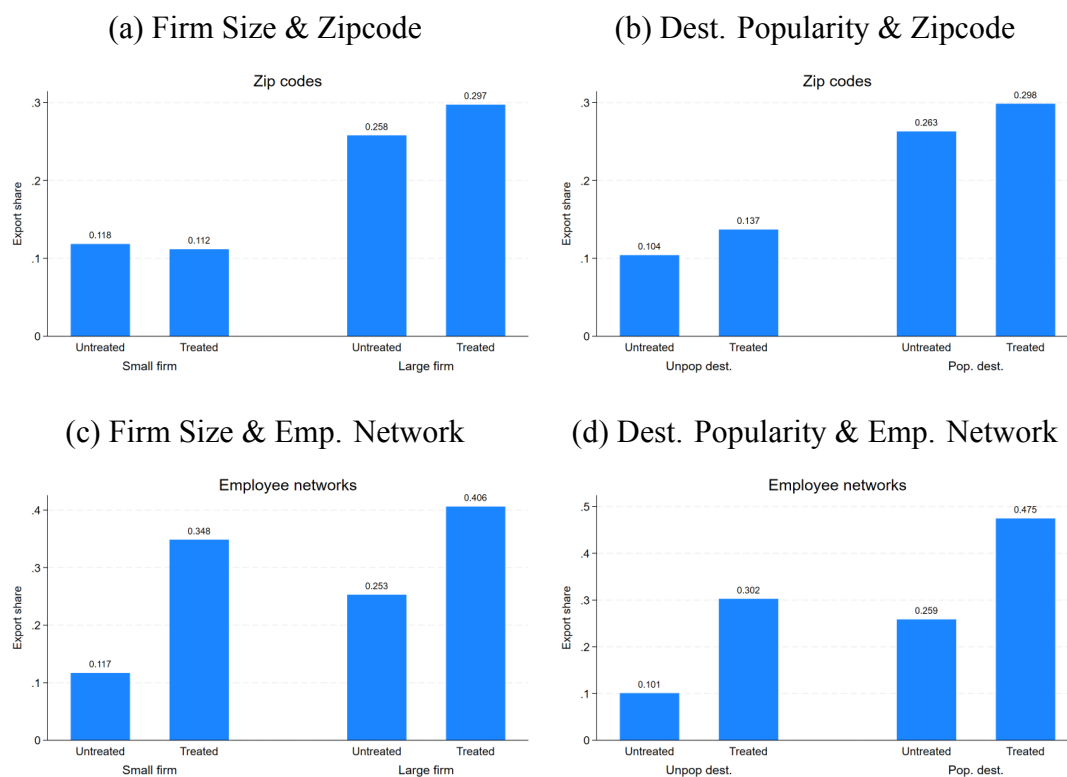 (a) Firm Size & Zipcode
Zip codes
Export share
.3
.2
.1
0
0.118
0.112
0.258
0.297
Untreated
Treated
Untreated
Treated
Small firm
Large firm
(b) Dest. Popularity & Zipcode
Zip codes
Export share
.3
.2
.1
0
0.104
0.137
0.263
0.298
Untreated
Treated
Untreated
Treated
Unpop dest.
Pop. dest.
(c) Firm Size & Emp. Network
Employee networks
Export share
.4
.3
.2
.1
0
0.117
0.348
0.253
0.406
Untreated
Treated
Untreated
Treated
Small firm
Large firm
(d) Dest. Popularity & Emp. Network
Employee networks
Export share
.5
.4
.3
.2
.1
0
0.101
0.302
0.259
0.475
Untreated
Treated
Untreated
Treated
Unpop dest.
Pop. dest.